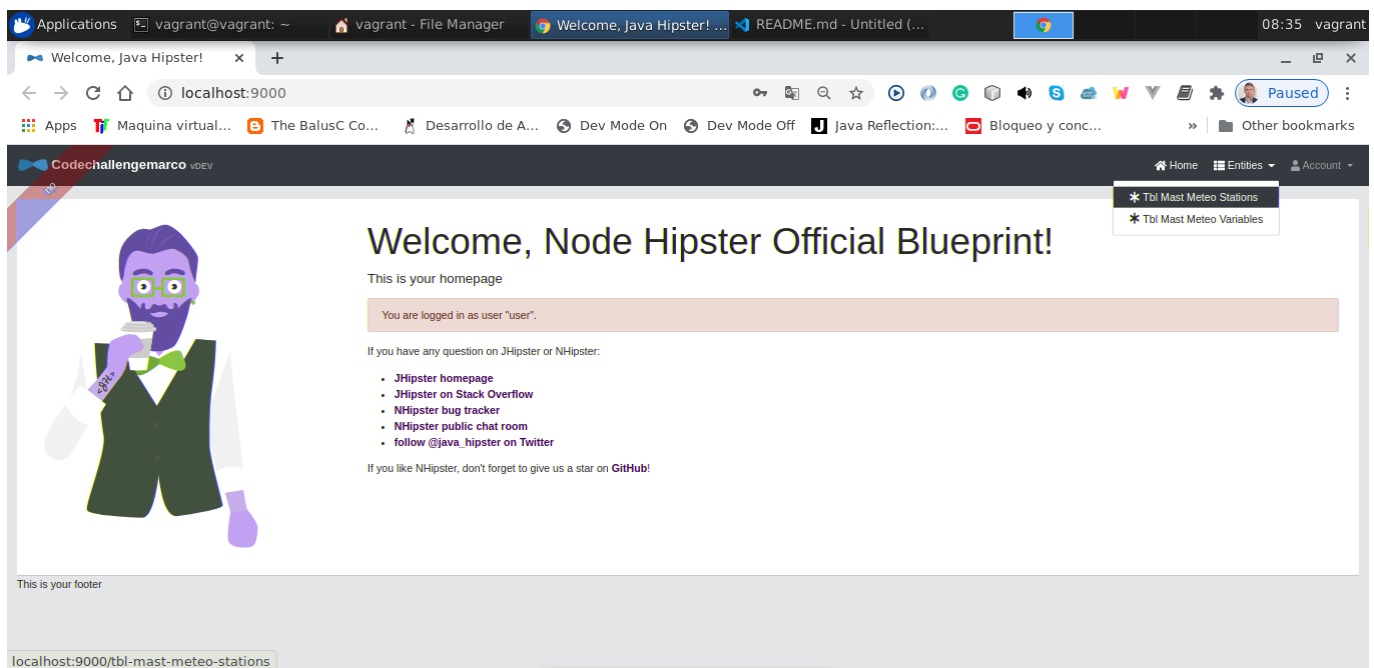 Applications vagrant@vagrant: ~ vagrant - File Manager Welcome, Java Hipster! ... README.md - Untitled (... 08:35 vagrant
Welcome, Java Hipster!
localhost:9000 Paused
Apps Maquina virtual... The BalusC Co... Desarrollo de A... Dev Mode On Dev Mode Off Java Reflection:... Bloqueo y conc... » Other bookmarks
Codechallengemarco vDEV Home Entities Account
Tbl Mast Meteo Stations
Tbl Mast Meteo Variables
Welcome, Node Hipster Official Blueprint!
This is your homepage
You are logged in as user "user".
If you have any question on JHipster or NHipster:
• JHipster homepage
• JHipster on Stack Overflow
• NHipster bug tracker
• NHipster public chat room
• follow @java_hipster on Twitter
If you like NHipster, don't forget to give us a star on GitHub!
<JH>
This is your footer
localhost:9000/tbl-mast-meteo-stations